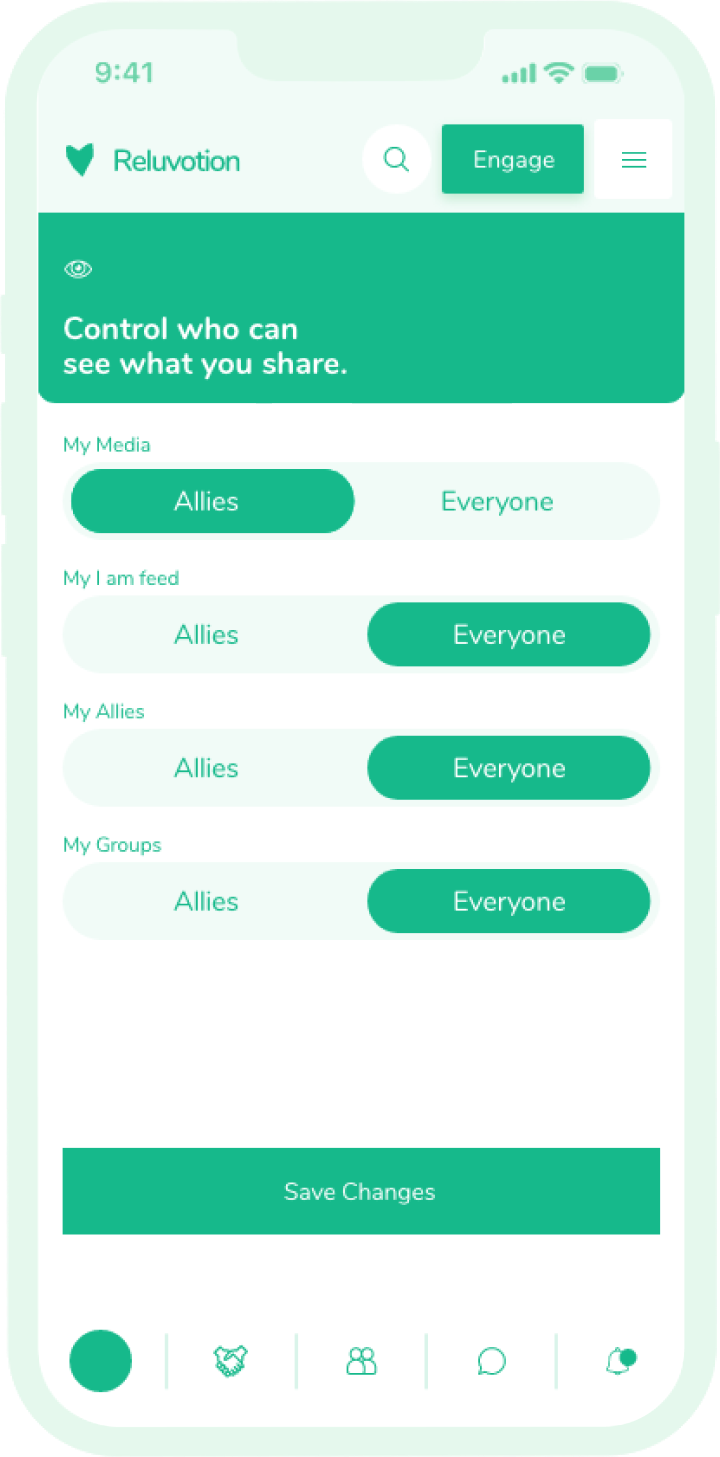 9:41
Reluvotion
Engage
Control who can
see what you share.
My Media
Allies Everyone
My I am feed
Allies Everyone
My Allies
Allies Everyone
My Groups
Allies Everyone
Save Changes